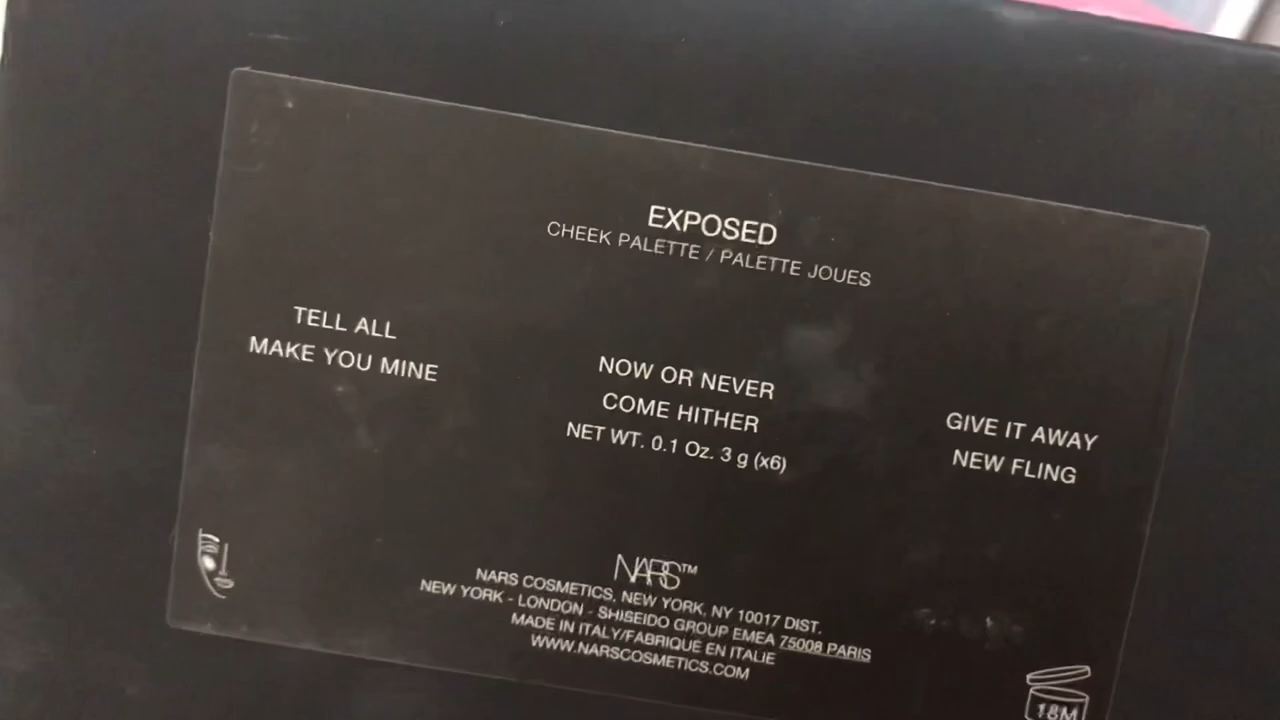 EXPOSED
CHEEK PALETTE / PALETTE JOUES
TELL ALL
MAKE YOU MINE
NOW OR NEVER
COME HITHER
NET WT. 0.1 Oz. 3 g (x6)
GIVE IT AWAY
NEW FLING
NARS™
NARS COSMETICS, NEW YORK, NY 10017 DIST.
NEW YORK - LONDON - SHISEIDO GROUP EMEA 75008 PARIS
MADE IN ITALY/FABRIQUE EN ITALIE
WWW.NARSCOSMETICS.COM
18M